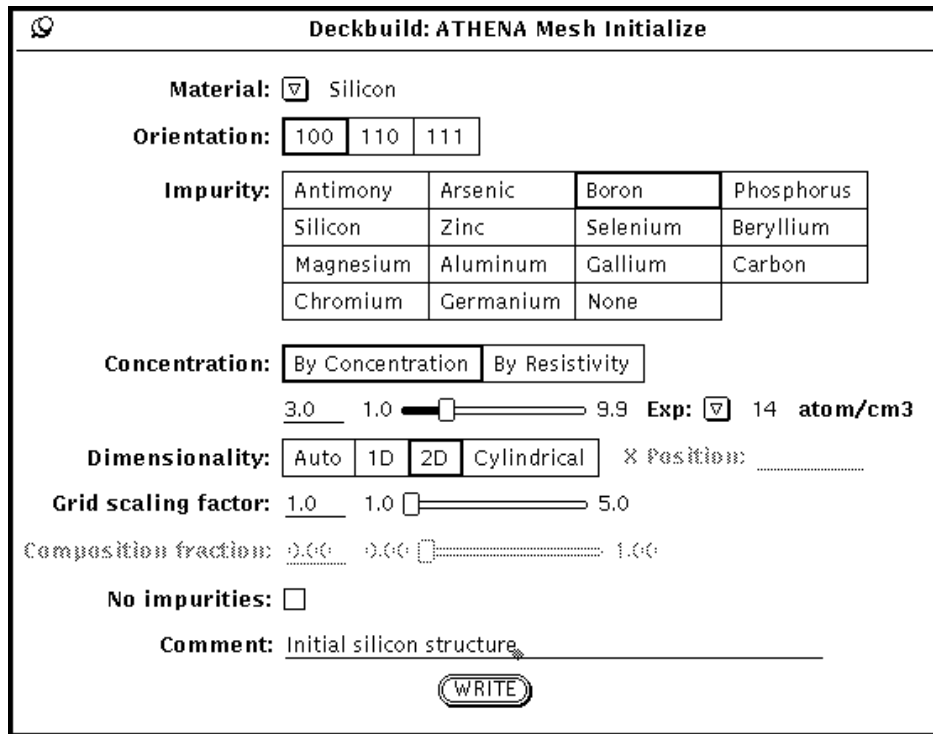 Deckbuild: ATHENA Mesh Initialize
Material: Silicon
Orientation: 100 110 111
Impurity: Antimony Arsenic Boron Phosphorus
Silicon Zinc Selenium Beryllium
Magnesium Aluminum Gallium Carbon
Chromium Germanium None
Concentration: By Concentration By Resistivity
3.0 1.0 9.9 Exp: 14 atom/cm3
Dimensionality: Auto 1D 2D Cylindrical X Position:
Grid scaling factor: 1.0 1.0 5.0
Composition fraction: 0.00 0.00 1.00
No impurities:
Comment: Initial silicon structure
WRITE